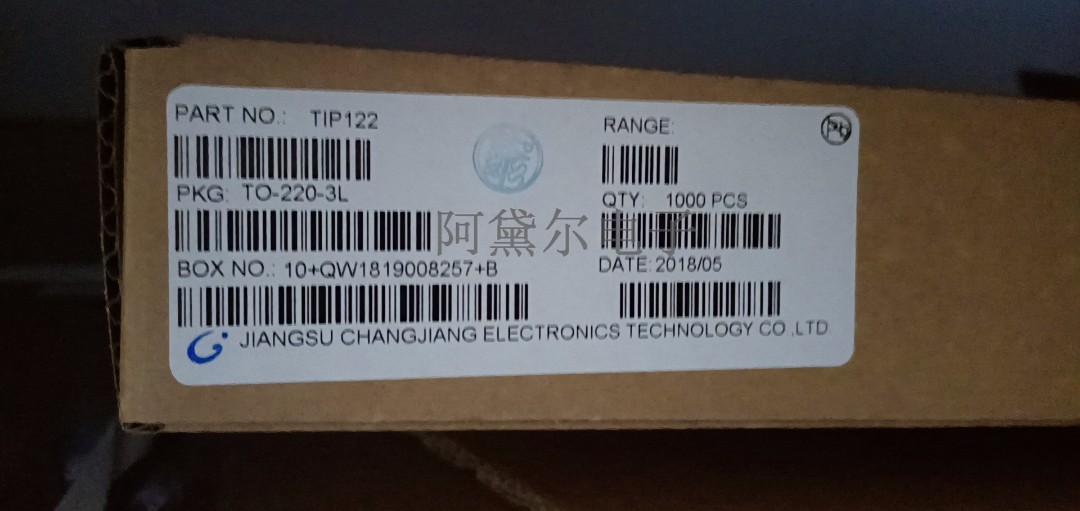 PART NO.: TIP122
RANGE:
Pb
PKG: TO-220-3L
QTY: 1000 PCS
阿黛尔电子
BOX NO.: 10+QW1819008257+B
DATE: 2018/05
JIANGSU CHANGJIANG ELECTRONICS TECHNOLOGY CO.,LTD